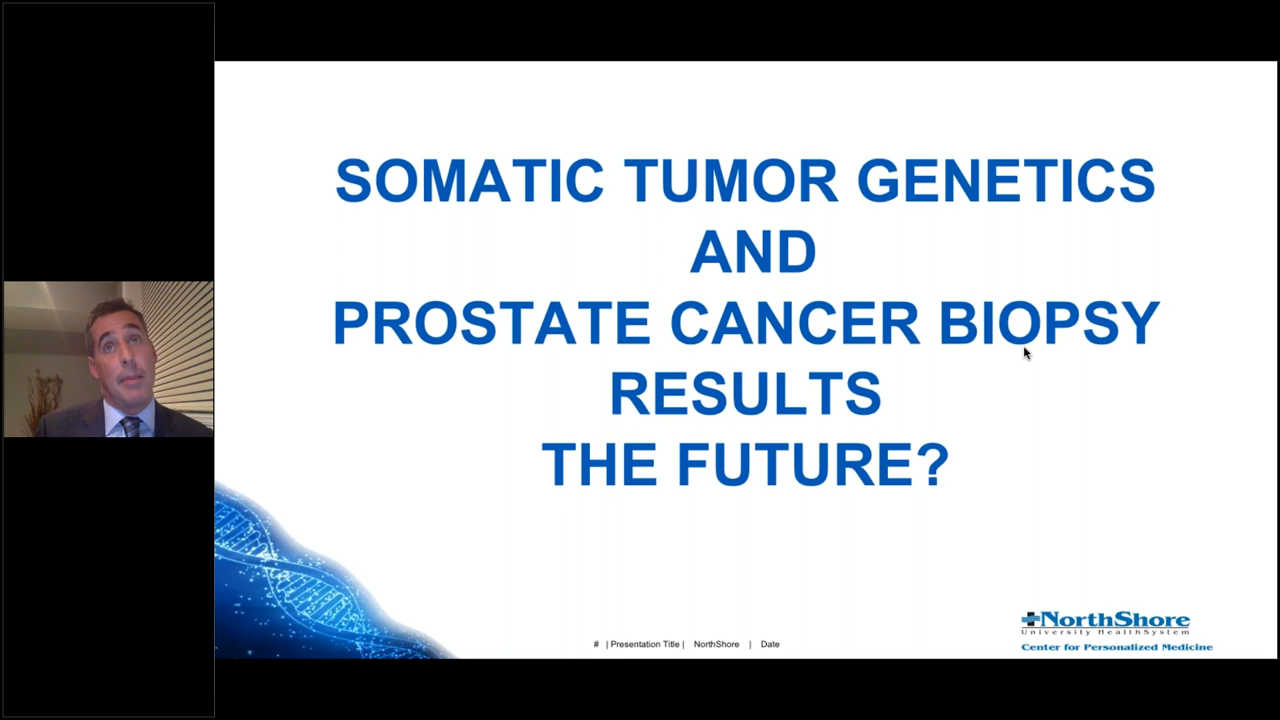 SOMATIC TUMOR GENETICS
AND
PROSTATE CANCER BIOPSY
RESULTS
THE FUTURE?
# | Presentation Title | NorthShore | Date
NorthShore
University HealthSystem
Center for Personalized Medicine